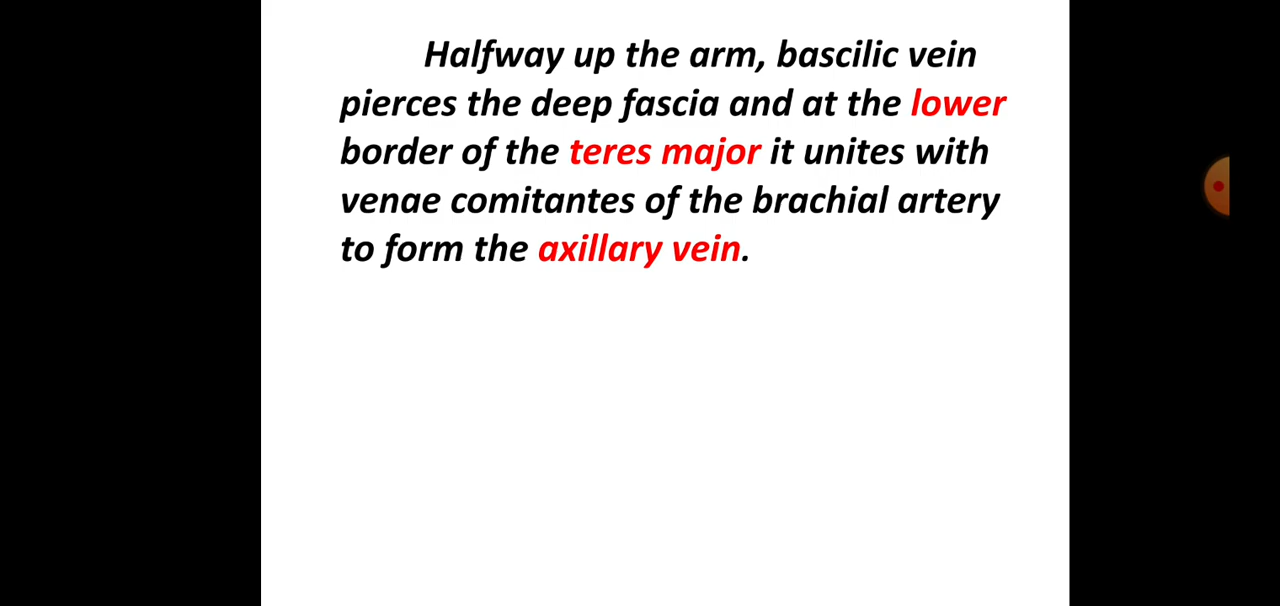 Halfway up the arm, bascilic vein
pierces the deep fascia and at the lower
border of the teres major it unites with
venae comitantes of the brachial artery
to form the axillary vein.